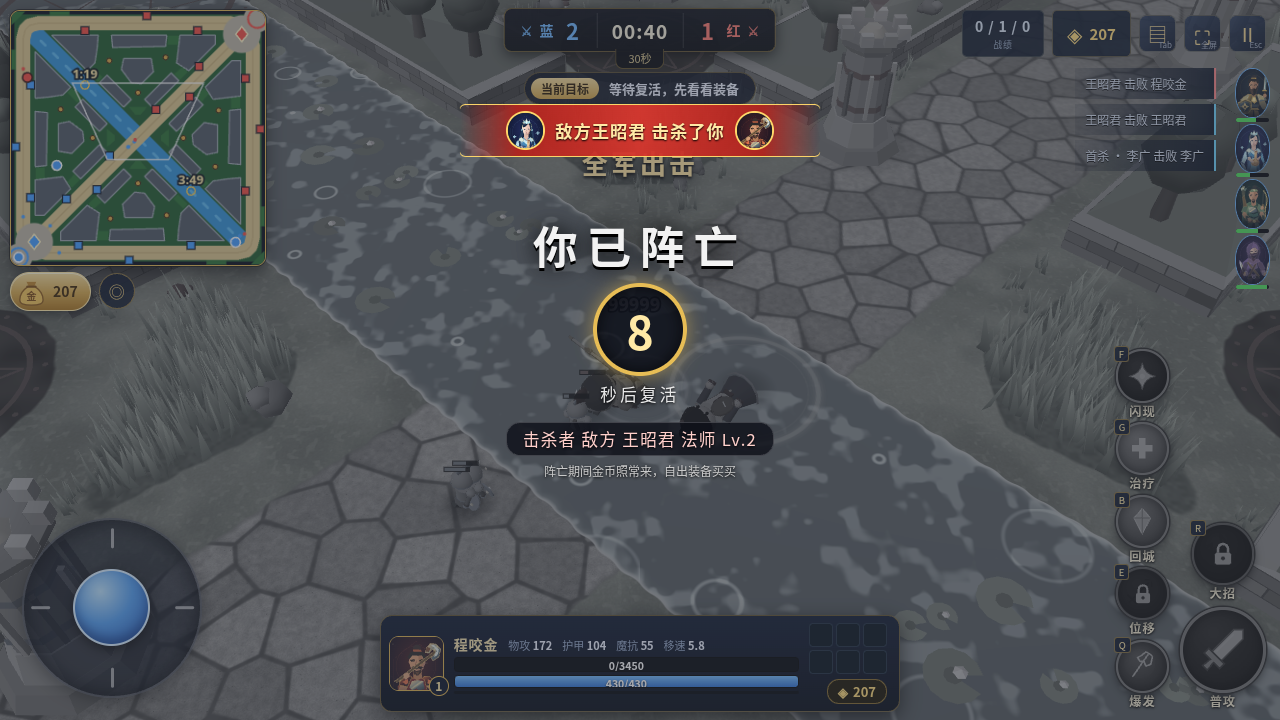 1:19
3:49
蓝 2
00:40
1 红
30秒
当前目标 等待复活，先看看装备
敌方王昭君 击杀了你
全军出击
你已阵亡
8
秒后复活
击杀者 敌方 王昭君 法师 Lv.2
阵亡期间金币照常来，自出装备买买
0 / 1 / 0
战绩
207
Tab
全屏
Esc
王昭君 击败 程咬金
王昭君 击败 王昭君
首杀 · 李广 击败 李广
金 207
F
闪现
G
治疗
B
回城
E
位移
Q
爆发
R
大招
普攻
程咬金 物攻 172 护甲 104 魔抗 55 移速 5.8
0/3450
430/430
1
207